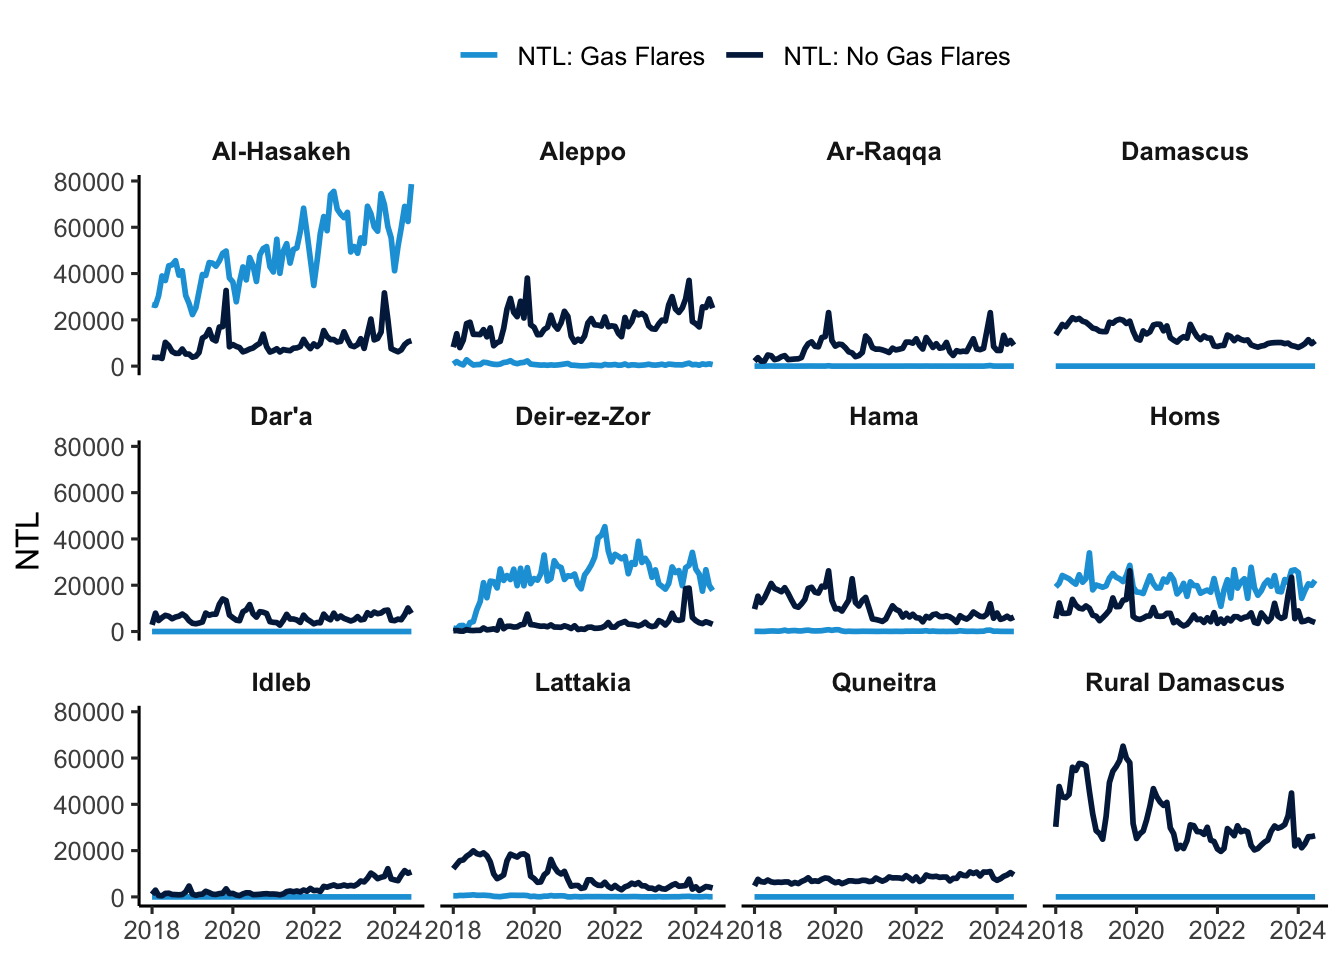 NTL: Gas Flares NTL: No Gas Flares
Al-Hasakeh Aleppo Ar-Raqqa Damascus
80000
60000
40000
20000
0
Dar'a Deir-ez-Zor Hama Homs
80000
60000
40000
20000
0
NTL
Idleb Lattakia Quneitra Rural Damascus
80000
60000
40000
20000
0
2018 2020 2022 2024 2018 2020 2022 2024 2018 2020 2022 2024 2018 2020 2022 2024